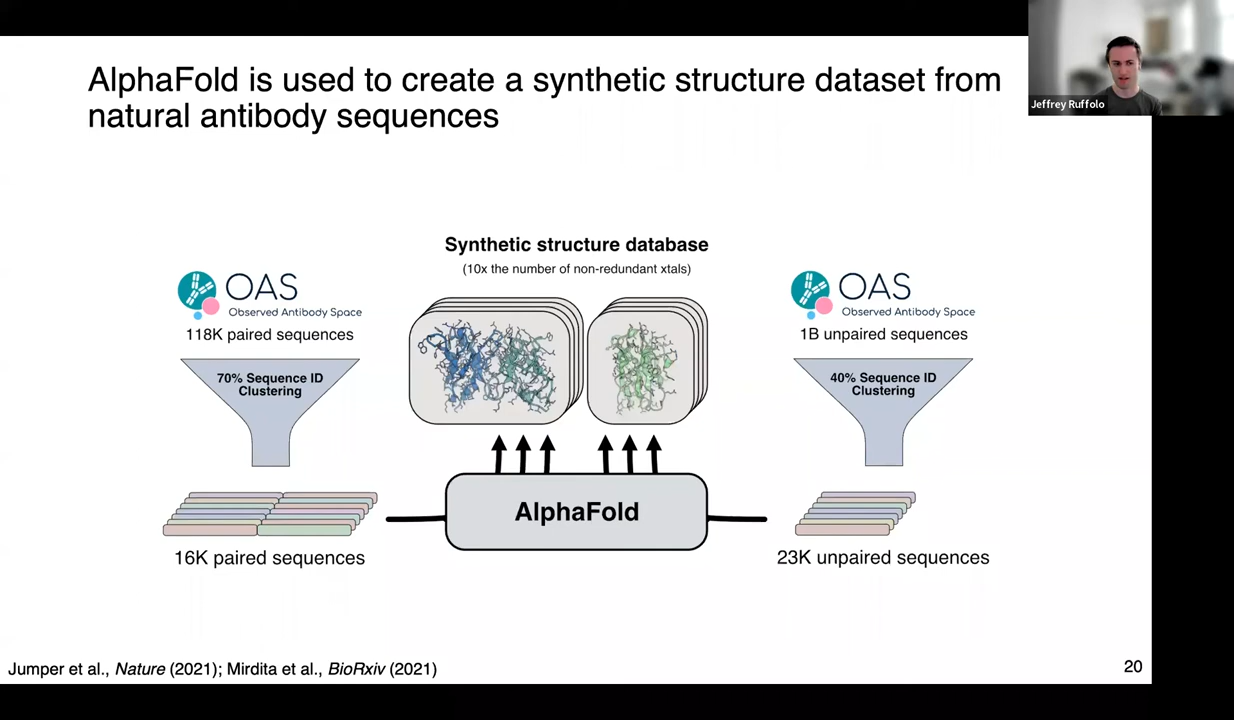 AlphaFold is used to create a synthetic structure dataset from
natural antibody sequences
Jeffrey Ruffolo
Synthetic structure database
(10x the number of non-redundant xtals)
OAS
Observed Antibody Space
118K paired sequences
70% Sequence ID
Clustering
16K paired sequences
AlphaFold
OAS
Observed Antibody Space
1B unpaired sequences
40% Sequence ID
Clustering
23K unpaired sequences
Jumper et al., Nature (2021); Mirdita et al., BioRxiv (2021)
20